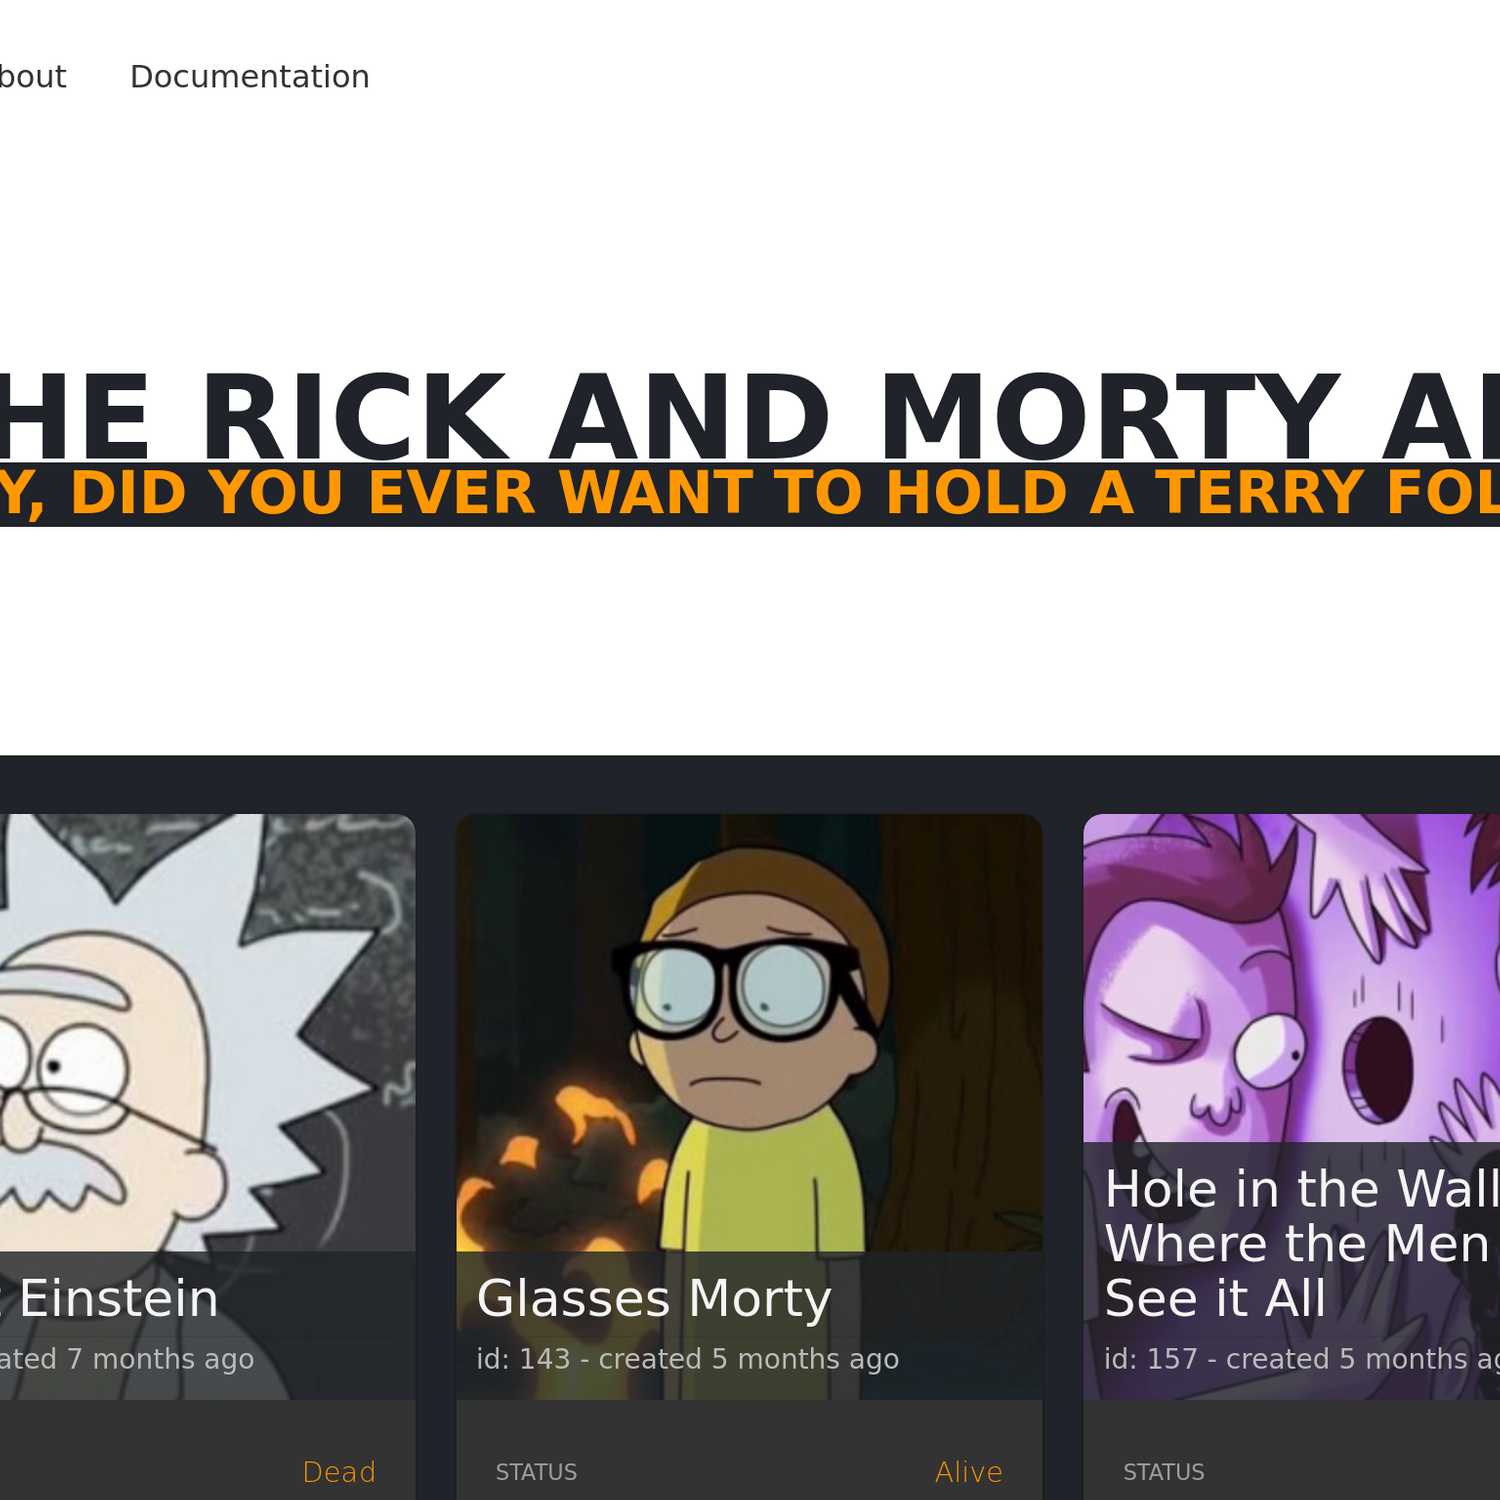 bout Documentation
HE RICK AND MORTY A
Y, DID YOU EVER WANT TO HOLD A TERRY FOL
Einstein
ated 7 months ago
Dead
Glasses Morty
id: 143 - created 5 months ago
STATUS Alive
Hole in the Wall
Where the Men
See it All
id: 157 - created 5 months ag
STATUS